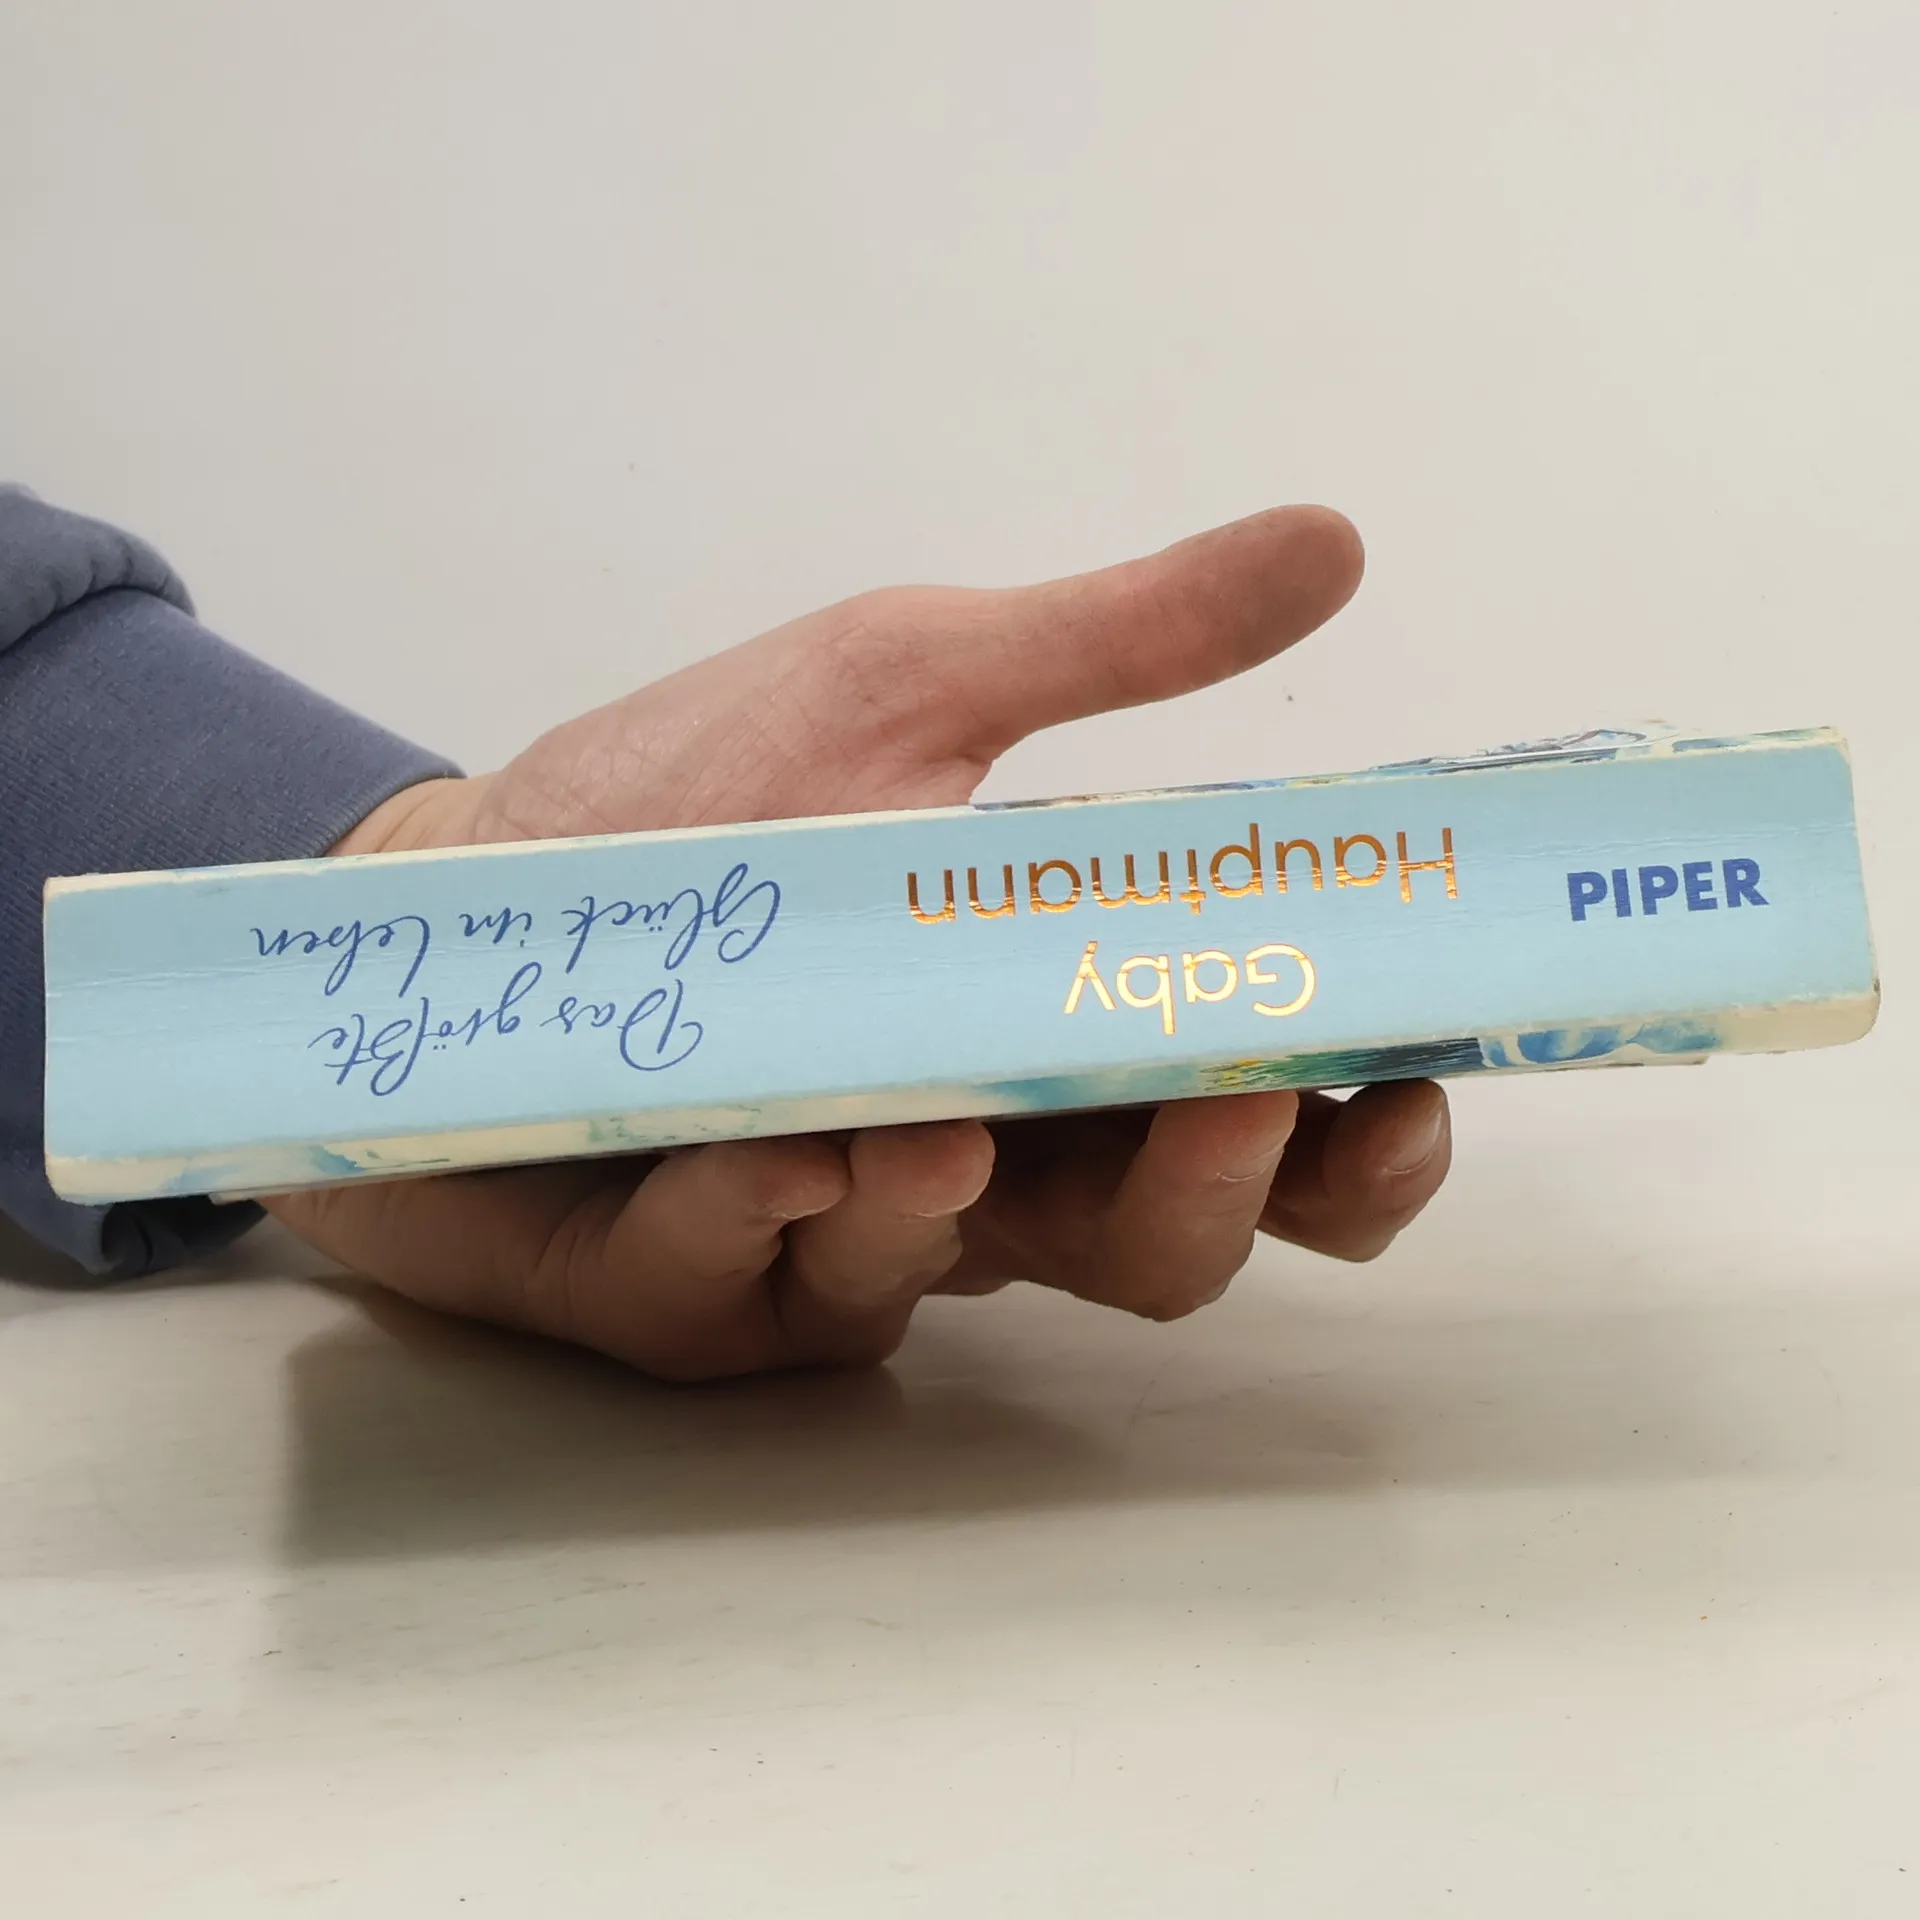 Gaby
Hauptmann
Das größte
Glück im Leben
PIPER